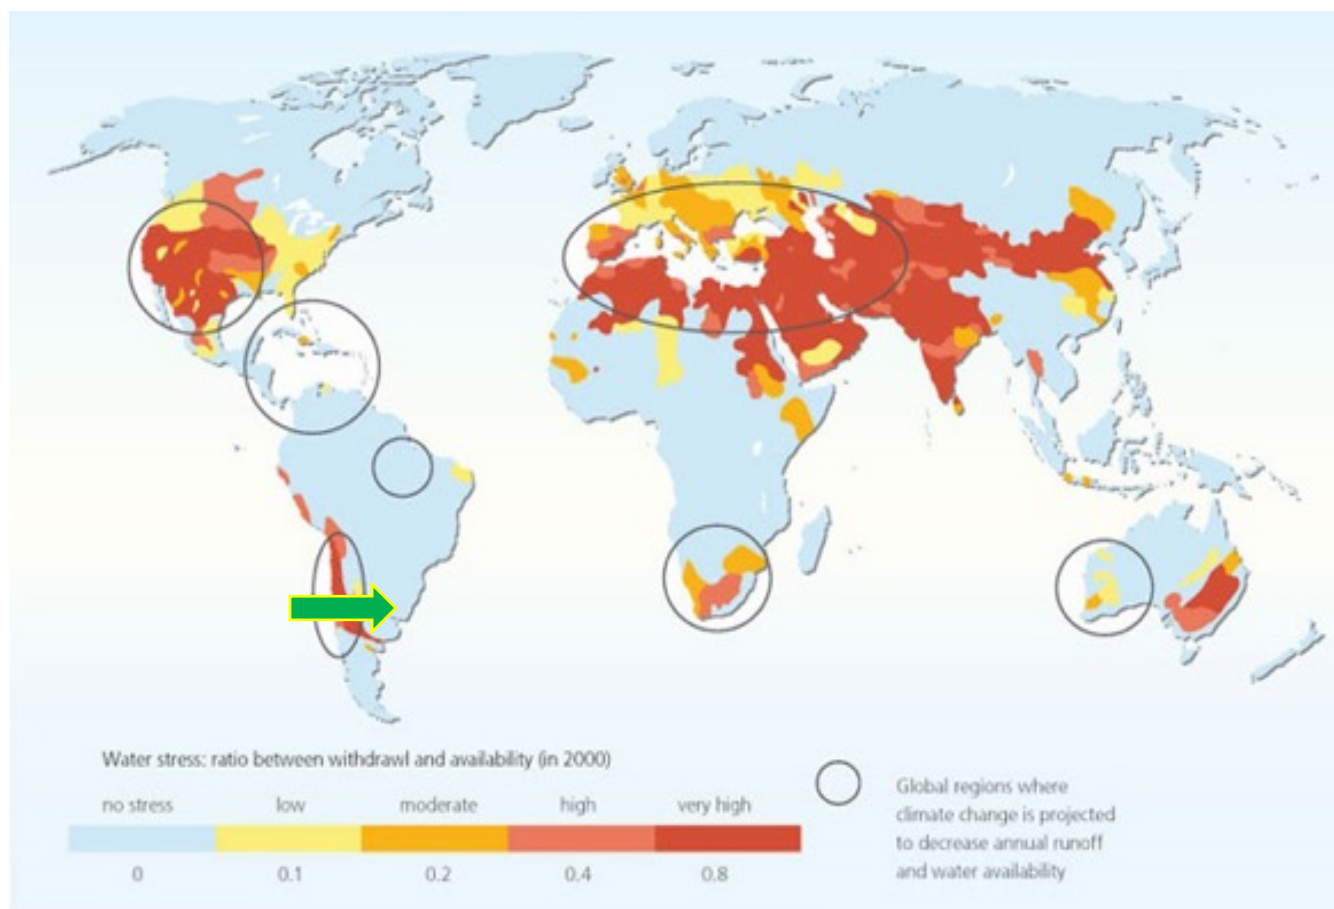 Water stress: ratio between withdrawl and availability (in 2000)
no stress low moderate high very high
0 0.1 0.2 0.4 0.8
Global regions where
climate change is projected
to decrease annual runoff
and water availability